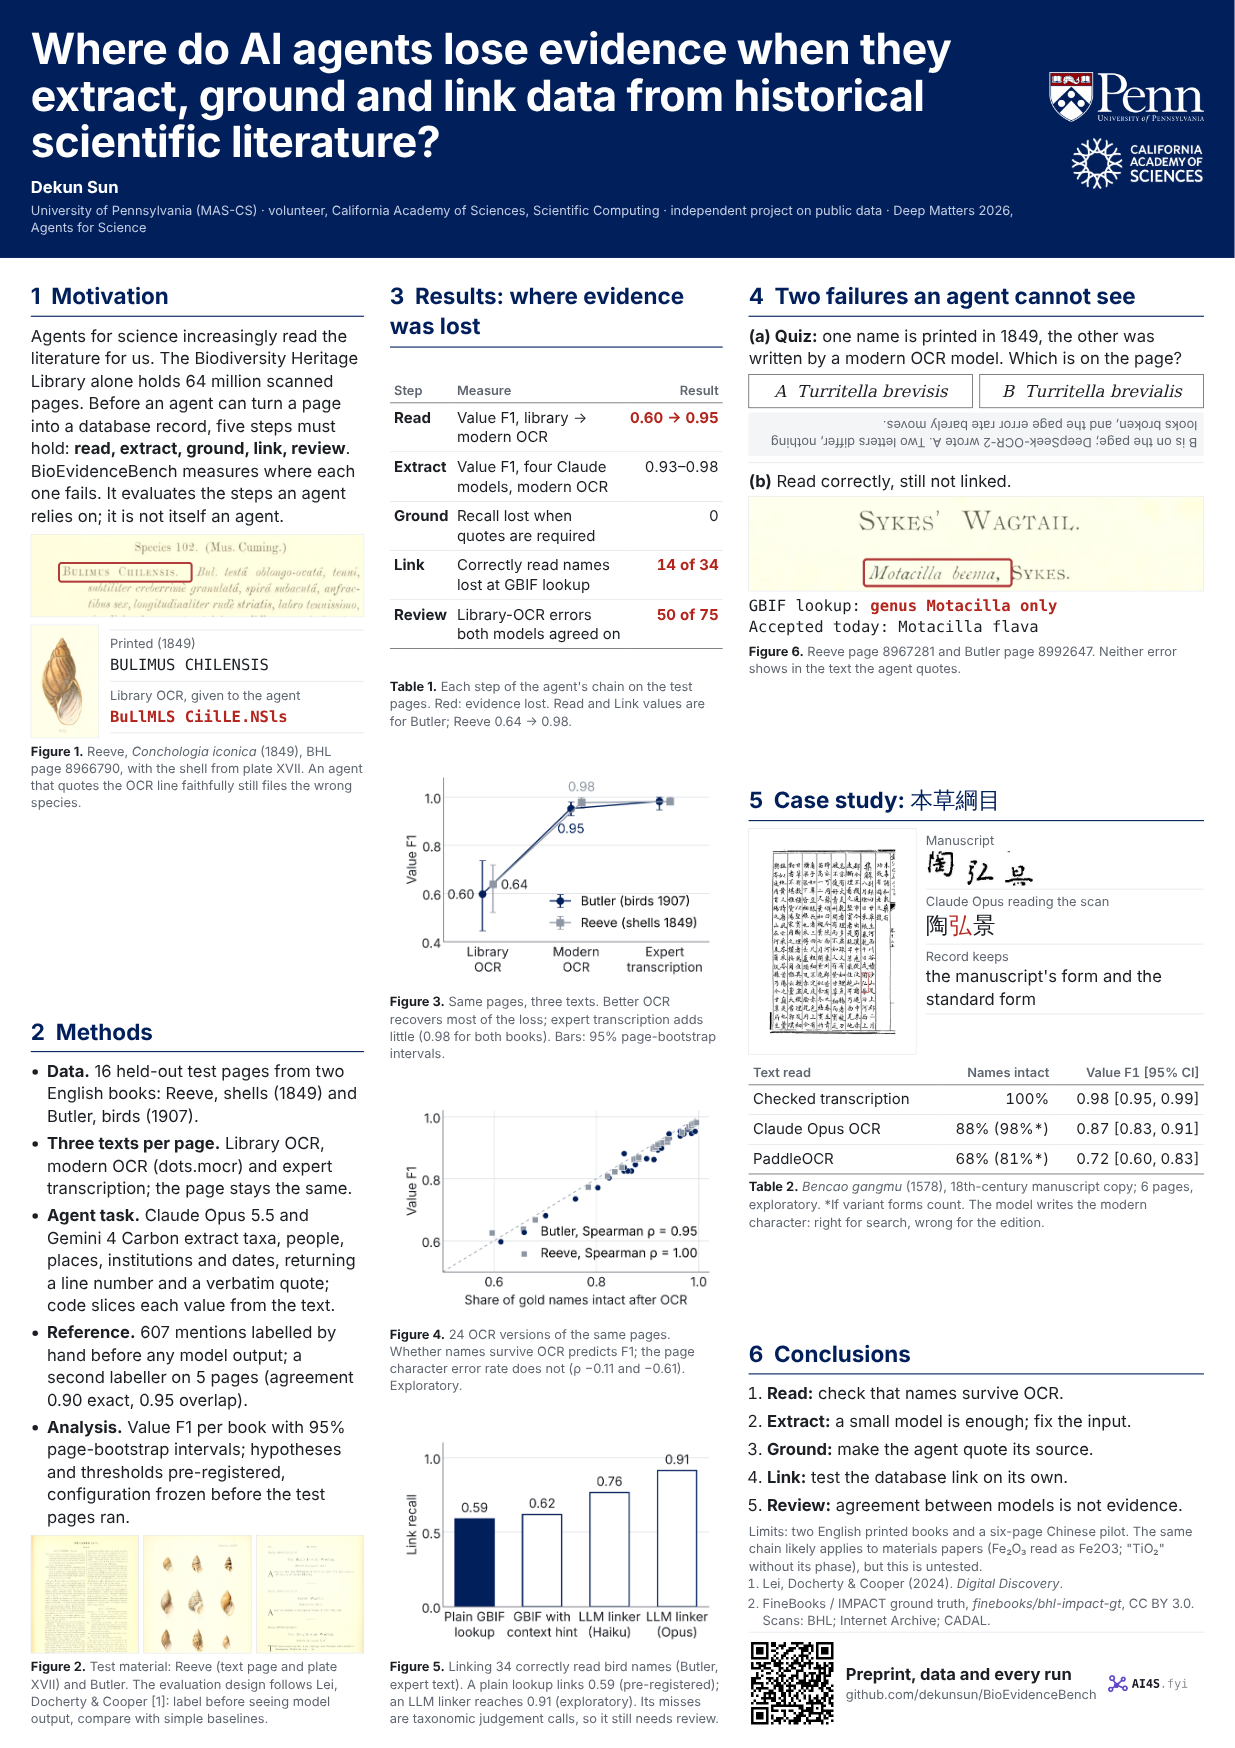 Where do AI agents lose evidence when they
extract, ground and link data from historical
scientific literature?
Dekun Sun
University of Pennsylvania (MAS-CS) · volunteer, California Academy of Sciences, Scientific Computing · independent project on public data · Deep Matters 2026,
Agents for Science
Penn
UNIVERSITY of PENNSYLVANIA
CALIFORNIA
ACADEMY OF
SCIENCES
1 Motivation
Agents for science increasingly read the
literature for us. The Biodiversity Heritage
Library alone holds 64 million scanned
pages. Before an agent can turn a page
into a database record, five steps must
hold: read, extract, ground, link, review.
BioEvidenceBench measures where each
one fails. It evaluates the steps an agent
relies on; it is not itself an agent.
Species 102. (Mus. Cuming.)
BULIMUS CHILENSIS. Bul. testâ oblongo-ovatâ, tenui,
subtiliter creberrimè granulatâ, spirâ subacutâ, anfrac-
tibus sex, longitudinaliter rudè striatis, labro tenuissimo,
Printed (1849)
BULIMUS CHILENSIS
Library OCR, given to the agent
BuLlMLS CiilLE.NSls
Figure 1. Reeve, Conchologia iconica (1849), BHL
page 8966790, with the shell from plate XVII. An agent
that quotes the OCR line faithfully still files the wrong
species.
2 Methods
• Data. 16 held-out test pages from two
English books: Reeve, shells (1849) and
Butler, birds (1907).
• Three texts per page. Library OCR,
modern OCR (dots.mocr) and expert
transcription; the page stays the same.
• Agent task. Claude Opus 5.5 and
Gemini 4 Carbon extract taxa, people,
places, institutions and dates, returning
a line number and a verbatim quote;
code slices each value from the text.
• Reference. 607 mentions labelled by
hand before any model output; a
second labeller on 5 pages (agreement
0.90 exact, 0.95 overlap).
• Analysis. Value F1 per book with 95%
page-bootstrap intervals; hypotheses
and thresholds pre-registered,
configuration frozen before the test
pages ran.
Figure 2. Test material: Reeve (text page and plate
XVII) and Butler. The evaluation design follows Lei,
Docherty & Cooper [1]: label before seeing model
output, compare with simple baselines.
3 Results: where evidence
was lost
Step Measure Result
Read Value F1, library → 0.60 → 0.95
modern OCR
Extract Value F1, four Claude 0.93–0.98
models, modern OCR
Ground Recall lost when 0
quotes are required
Link Correctly read names 14 of 34
lost at GBIF lookup
Review Library-OCR errors 50 of 75
both models agreed on
Table 1. Each step of the agent's chain on the test
pages. Red: evidence lost. Read and Link values are
for Butler; Reeve 0.64 → 0.98.
Value F1
1.0
0.8
0.6
0.4
0.60
0.64
0.95
0.98
Butler (birds 1907)
Reeve (shells 1849)
Library Modern Expert
OCR OCR transcription
Figure 3. Same pages, three texts. Better OCR
recovers most of the loss; expert transcription adds
little (0.98 for both books). Bars: 95% page-bootstrap
intervals.
Value F1
1.0
0.8
0.6
Butler, Spearman ρ = 0.95
Reeve, Spearman ρ = 1.00
0.6 0.8 1.0
Share of gold names intact after OCR
Figure 4. 24 OCR versions of the same pages.
Whether names survive OCR predicts F1; the page
character error rate does not (ρ −0.11 and −0.61).
Exploratory.
Link recall
1.0
0.5
0.0
0.59 0.62 0.76 0.91
Plain GBIF GBIF with LLM linker LLM linker
lookup context hint (Haiku) (Opus)
Figure 5. Linking 34 correctly read bird names (Butler,
expert text). A plain lookup links 0.59 (pre-registered);
an LLM linker reaches 0.91 (exploratory). Its misses
are taxonomic judgement calls, so it still needs review.
4 Two failures an agent cannot see
(a) Quiz: one name is printed in 1849, the other was
written by a modern OCR model. Which is on the page?
A Turritella brevisis
B Turritella brevialis
B is on the page; DeepSeek-OCR-2 wrote A. Two letters differ, nothing
looks broken, and the page error rate barely moves.
(b) Read correctly, still not linked.
SYKES' WAGTAIL.
Motacilla beema, SYKES.
GBIF lookup: genus Motacilla only
Accepted today: Motacilla flava
Figure 6. Reeve page 8967281 and Butler page 8992647. Neither error
shows in the text the agent quotes.
5 Case study: 本草綱目
Manuscript
陶弘景
Claude Opus reading the scan
陶弘景
Record keeps
the manuscript's form and the
standard form
Text read Names intact Value F1 [95% CI]
Checked transcription 100% 0.98 [0.95, 0.99]
Claude Opus OCR 88% (98%*) 0.87 [0.83, 0.91]
PaddleOCR 68% (81%*) 0.72 [0.60, 0.83]
Table 2. Bencao gangmu (1578), 18th-century manuscript copy; 6 pages,
exploratory. *If variant forms count. The model writes the modern
character: right for search, wrong for the edition.
6 Conclusions
1. Read: check that names survive OCR.
2. Extract: a small model is enough; fix the input.
3. Ground: make the agent quote its source.
4. Link: test the database link on its own.
5. Review: agreement between models is not evidence.
Limits: two English printed books and a six-page Chinese pilot. The same
chain likely applies to materials papers (Fe₂O₃ read as Fe2O3; "TiO₂"
without its phase), but this is untested.
1. Lei, Docherty & Cooper (2024). Digital Discovery.
2. FineBooks / IMPACT ground truth, finebooks/bhl-impact-gt, CC BY 3.0.
Scans: BHL; Internet Archive; CADAL.
Preprint, data and every run
github.com/dekunsun/BioEvidenceBench
AI4S.fyi